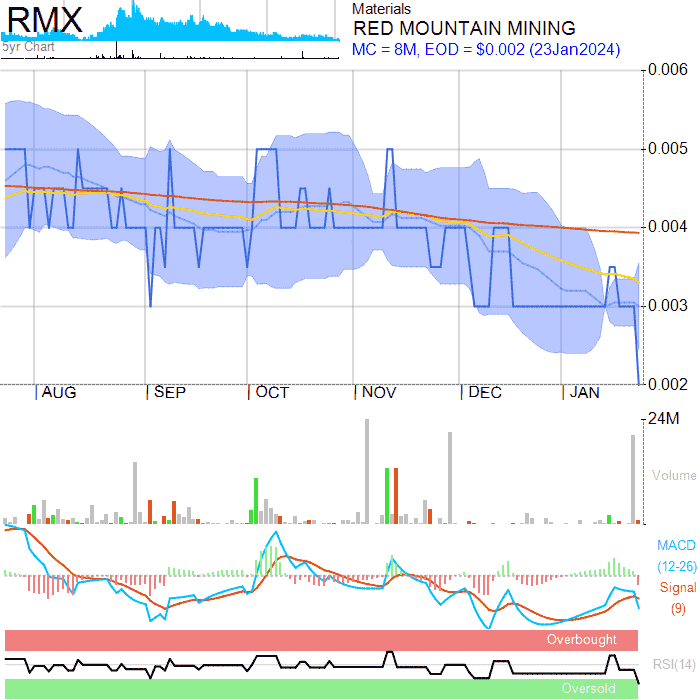 RMX
5yr Chart
Materials
RED MOUNTAIN MINING
MC = 8M, EOD = $0.002 (23Jan2024)
0.006
0.005
0.004
0.003
0.002
AUG SEP OCT NOV DEC JAN
24M
Volume
MACD
(12-26)
Signal
(9)
Overbought
RSI(14)
Oversold